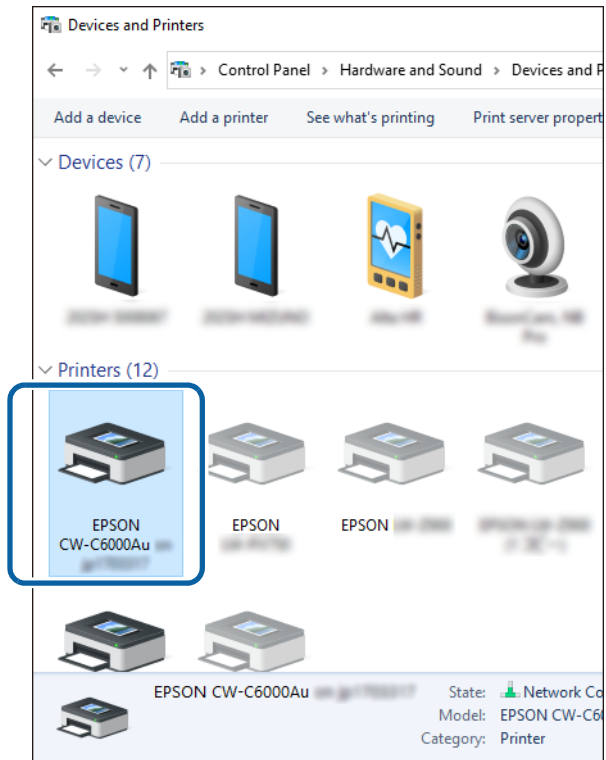 Devices and Printers
Control Panel > Hardware and Sound > Devices and P
Add a device Add a printer See what's printing Print server propert
Devices (7)
Printers (12)
EPSON
CW-C6000Au
EPSON
EPSON
EPSON CW-C6000Au
State: Network Co
Model: EPSON CW-C60
Category: Printer